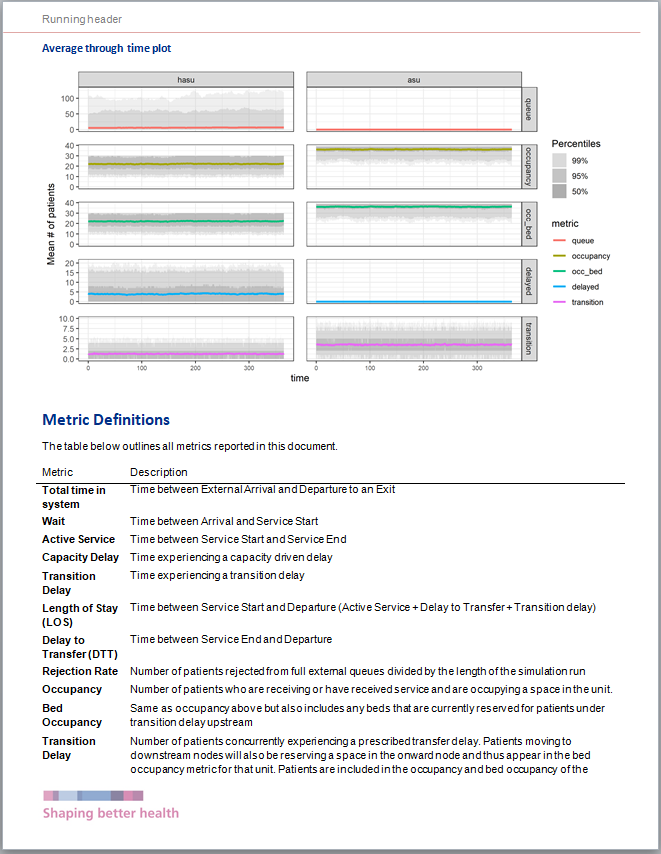 Running header
Average through time plot
hasu
asu
100
50
0
queue
40
30
20
10
0
occupancy
40
30
20
10
0
occ_bed
20
15
10
5
0
delayed
10.0
7.5
5.0
2.5
0.0
transition
0
100
200
300
0
100
200
300
time
Mean # of patients
Percentiles
99%
95%
50%
metric
queue
occupancy
occ_bed
delayed
transition
Metric Definitions
The table below outlines all metrics reported in this document.
Metric Description
Total time in Time between External Arrival and Departure to an Exit
system
Wait Time between Arrival and Service Start
Active Service Time between Service Start and Service End
Capacity Delay Time experiencing a capacity driven delay
Transition Time experiencing a transition delay
Delay
Length of Stay Time between Service Start and Departure (Active Service + Delay to Transfer + Transition delay)
(LOS)
Delay to Time between Service End and Departure
Transfer (DTT)
Rejection Rate Number of patients rejected from full external queues divided by the length of the simulation run
Occupancy Number of patients who are receiving or have received service and are occupying a space in the unit.
Bed Same as occupancy above but also includes any beds that are currently reserved for patients under
Occupancy transition delay upstream
Transition Number of patients concurrently experiencing a prescribed transfer delay. Patients moving to
Delay downstream nodes will also be reserving a space in the onward node and thus appear in the bed
occupancy metric for that unit. Patients are included in the occupancy and bed occupancy of the
Shaping better health